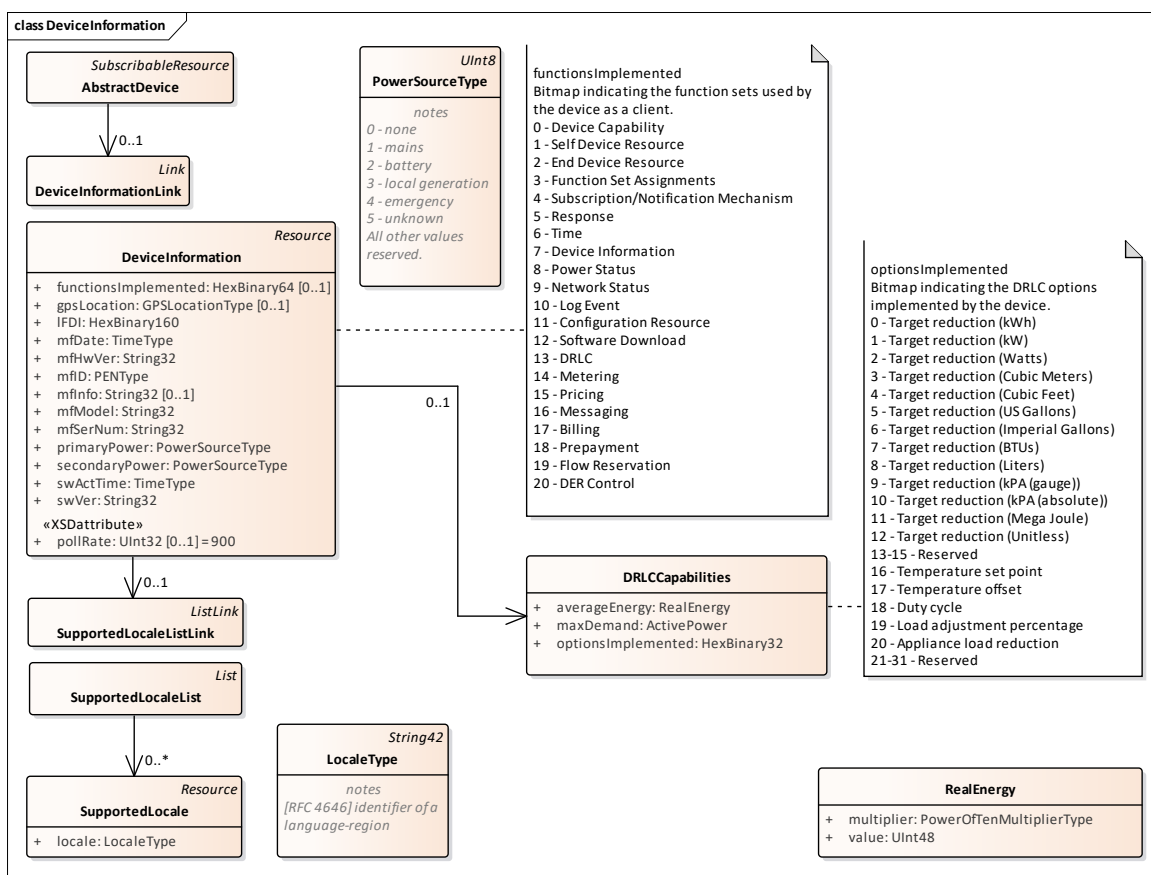 class DeviceInformation
SubscribableResource
AbstractDevice
0..1
Link
DeviceInformationLink
Resource
DeviceInformation
+ functionsImplemented: HexBinary64 [0..1]
+ gpsLocation: GPSLocationType [0..1]
+ lFDI: HexBinary160
+ mfDate: TimeType
+ mfHwVer: String32
+ mfID: PENType
+ mfInfo: String32 [0..1]
+ mfModel: String32
+ mfSerNum: String32
+ primaryPower: PowerSourceType
+ secondaryPower: PowerSourceType
+ swActTime: TimeType
+ swVer: String32
«XSDattribute»
+ pollRate: UInt32 [0..1] = 900
0..1
ListLink
SupportedLocaleListLink
List
SupportedLocaleList
0..*
Resource
SupportedLocale
+ locale: LocaleType
UInt8
PowerSourceType
notes
0 - none
1 - mains
2 - battery
3 - local generation
4 - emergency
5 - unknown
All other values
reserved.
functionsImplemented
Bitmap indicating the function sets used by
the device as a client.
0 - Device Capability
1 - Self Device Resource
2 - End Device Resource
3 - Function Set Assignments
4 - Subscription/Notification Mechanism
5 - Response
6 - Time
7 - Device Information
8 - Power Status
9 - Network Status
10 - Log Event
11 - Configuration Resource
12 - Software Download
13 - DRLC
14 - Metering
15 - Pricing
16 - Messaging
17 - Billing
18 - Prepayment
19 - Flow Reservation
20 - DER Control
0..1
DRLCCapabilities
+ averageEnergy: RealEnergy
+ maxDemand: ActivePower
+ optionsImplemented: HexBinary32
optionsImplemented
Bitmap indicating the DRLC options
implemented by the device.
0 - Target reduction (kWh)
1 - Target reduction (kW)
2 - Target reduction (Watts)
3 - Target reduction (Cubic Meters)
4 - Target reduction (Cubic Feet)
5 - Target reduction (US Gallons)
6 - Target reduction (Imperial Gallons)
7 - Target reduction (BTUs)
8 - Target reduction (Liters)
9 - Target reduction (kPA (gauge))
10 - Target reduction (kPA (absolute))
11 - Target reduction (Mega Joule)
12 - Target reduction (Unitless)
13-15 - Reserved
16 - Temperature set point
17 - Temperature offset
18 - Duty cycle
19 - Load adjustment percentage
20 - Appliance load reduction
21-31 - Reserved
String42
LocaleType
notes
[RFC 4646] identifier of a
language-region
RealEnergy
+ multiplier: PowerOfTenMultiplierType
+ value: UInt48